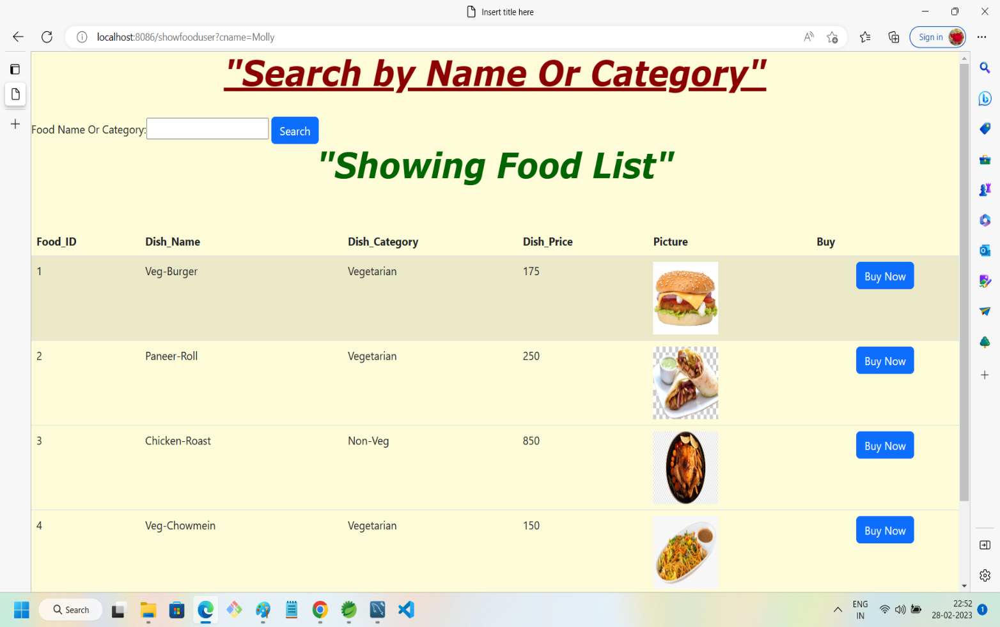 Insert title here
localhost:8086/showfooduser?cname=Molly
Sign in
"Search by Name Or Category"
Food Name Or Category:
Search
"Showing Food List"
Food_ID Dish_Name Dish_Category Dish_Price Picture Buy
1 Veg-Burger Vegetarian 175 Buy Now
2 Paneer-Roll Vegetarian 250 Buy Now
3 Chicken-Roast Non-Veg 850 Buy Now
4 Veg-Chowmein Vegetarian 150 Buy Now
Search
ENG
IN
22:52
28-02-2023
1